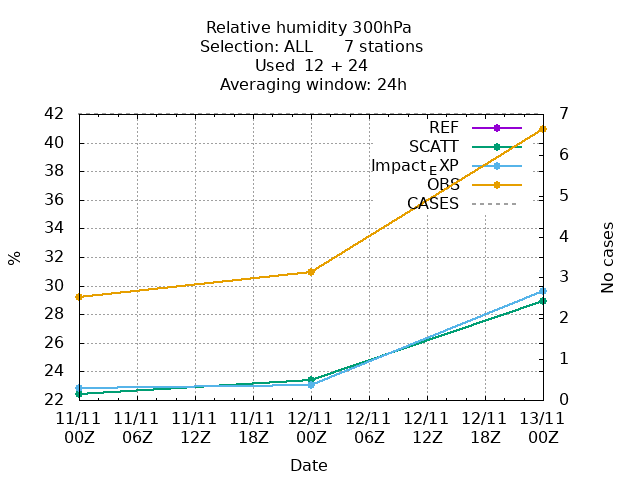 Relative humidity 300hPa
Selection: ALL 7 stations
Used 12 + 24
Averaging window: 24h
42 7
REF
SCATT
Impact_EXP
OBS
CASES
40
38
36
34
32
30
28
26
24
22
6
5
4
3
2
1
0
%
No cases
11/11 11/11 11/11 11/11 12/11 12/11 12/11 12/11 13/11
00Z 06Z 12Z 18Z 00Z 06Z 12Z 18Z 00Z
Date